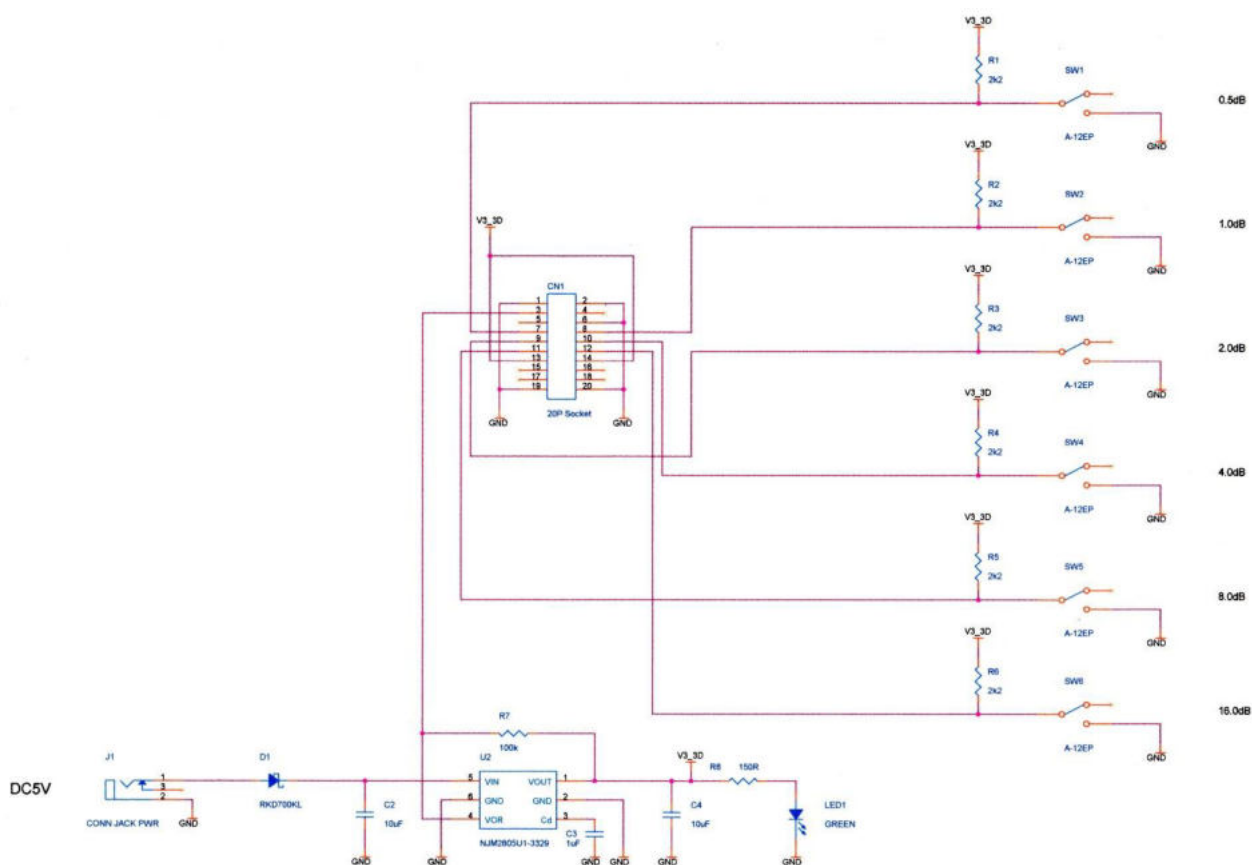 V3_3D
R1
2k2
SW1
0.5dB
A-12EP
GND
V3_3D
R2
2k2
SW2
1.0dB
A-12EP
GND
V3_3D
V3_3D
R3
2k2
SW3
2.0dB
A-12EP
GND
CN1
1 2
3 4
5 6
7 8
9 10
11 12
13 14
15 16
17 18
19 20
20P Socket
GND GND
V3_3D
R4
2k2
SW4
4.0dB
A-12EP
GND
V3_3D
R5
2k2
SW5
8.0dB
A-12EP
GND
V3_3D
R6
2k2
SW6
16.0dB
A-12EP
GND
DC5V
J1
1
3
2
CONN JACK PWR
GND
D1
RKD700KL
C2
10uF
GND
R7
100k
U2
5 VIN VOUT 1
6 GND GND 2
4 VOR Cd 3
NJM2805U1-3329
GND
C3
1uF
GND GND
V3_3D
C4
10uF
GND
R8 150R
LED1
GREEN
GND